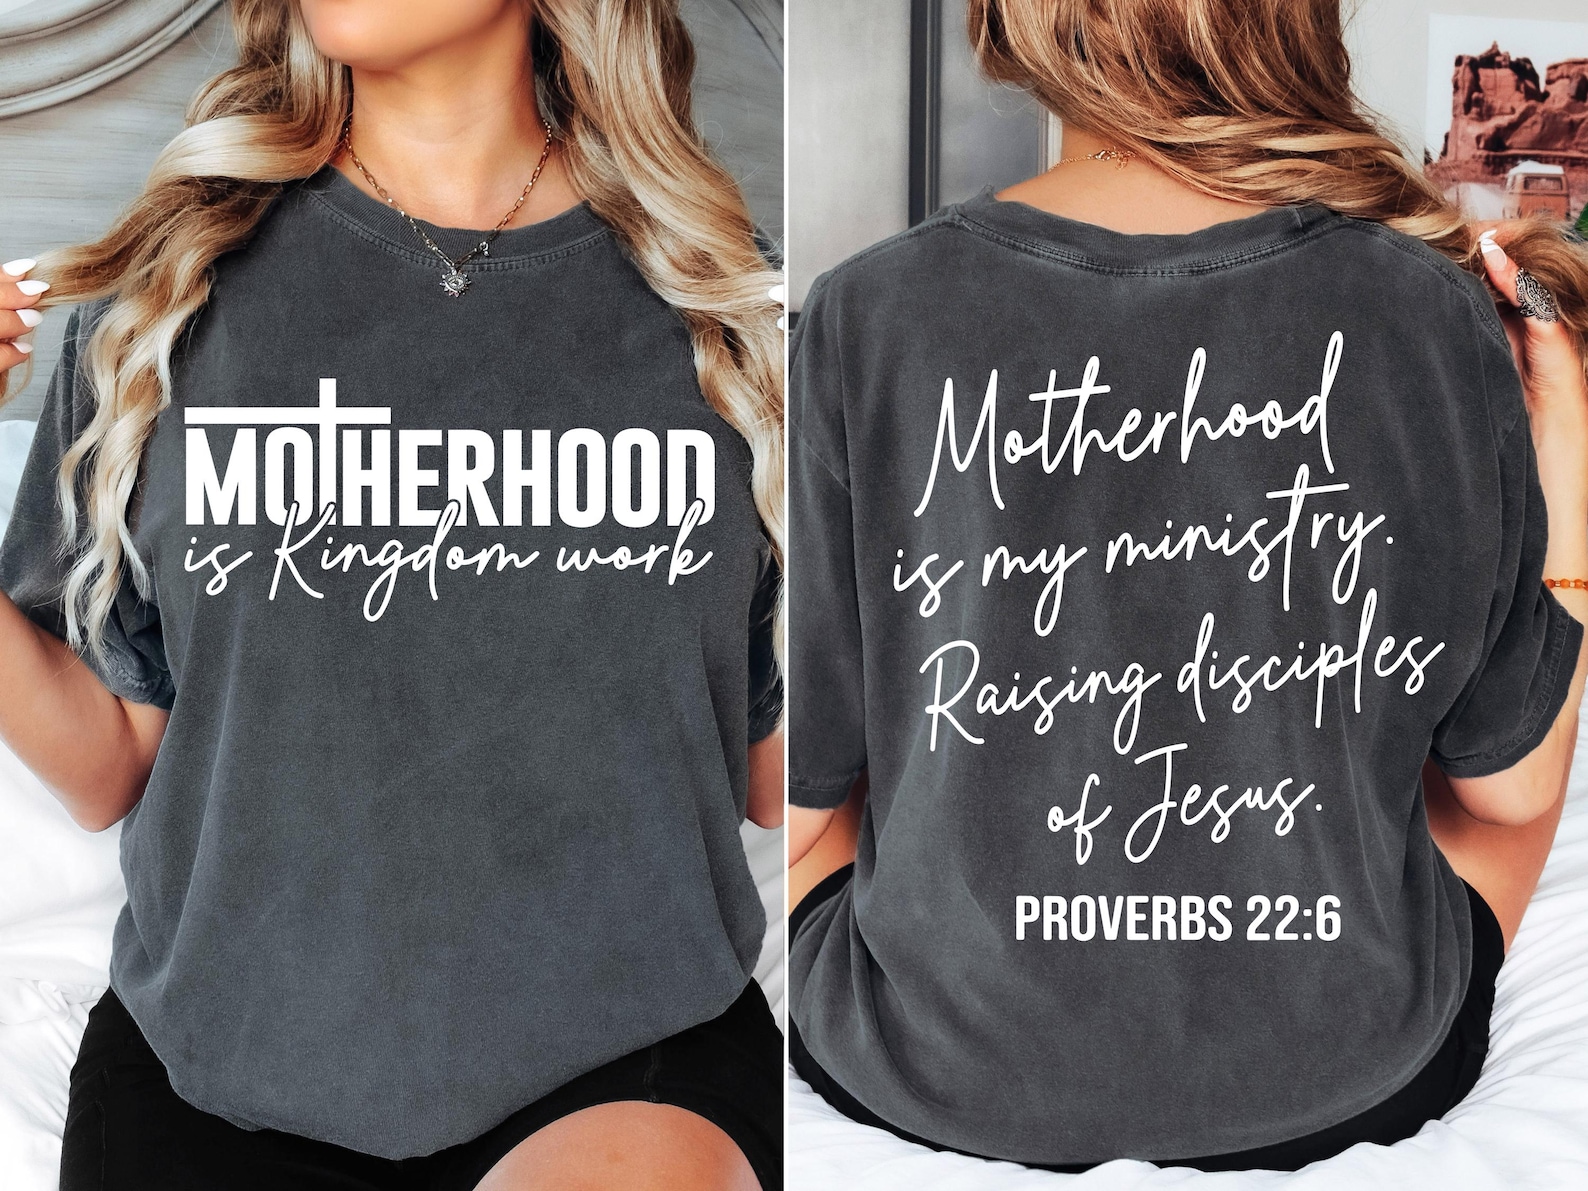 MOTHERHOOD
is Kingdom work
Motherhood
is my ministry.
Raising disciples
of Jesus.
PROVERBS 22:6